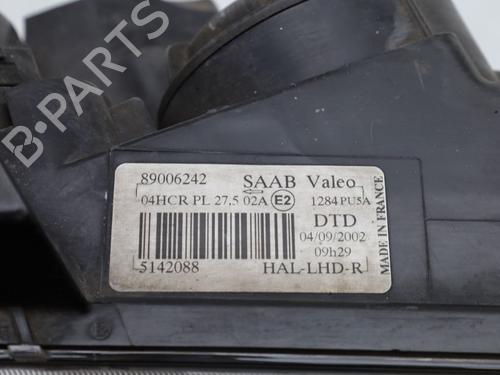 B-PARTS
89006242 SAAB Valeo
04HCR PL 27.5 02A E2 1284 PU5A
DTD
04/09/2002
09h29
5142088 HAL-LHD-R
MADE IN FRANCE